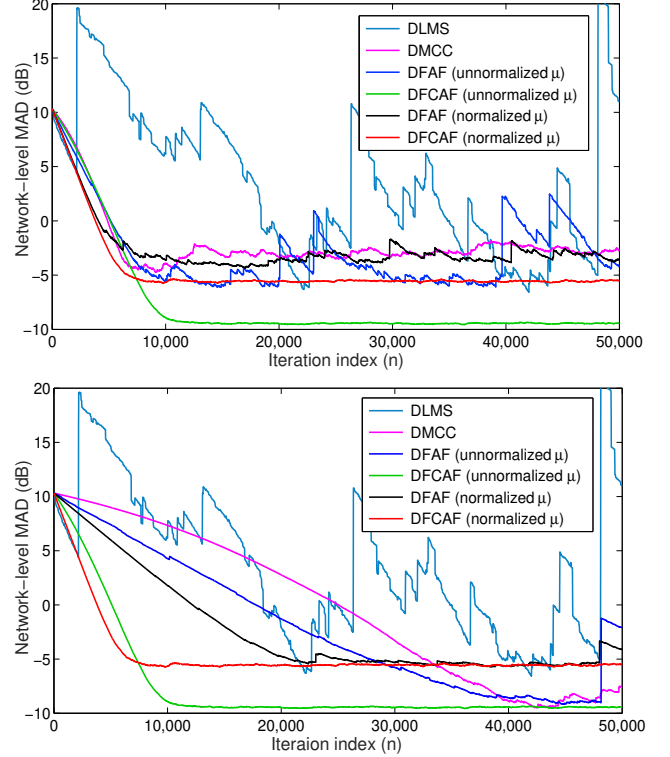 20
15
10
5
0
−5
−10
0
10,000
20,000
30,000
40,000
50,000
Network−level MAD (dB)
Iteration index (n)
DLMS
DMCC
DFAF (unnormalized μ)
DFCAF (unnormalized μ)
DFAF (normalized μ)
DFCAF (normalized μ)
20
15
10
5
0
−5
−10
0
10,000
20,000
30,000
40,000
50,000
Network−level MAD (dB)
Iteraion index (n)
DLMS
DMCC
DFAF (unnormalized μ)
DFCAF (unnormalized μ)
DFAF (normalized μ)
DFCAF (normalized μ)